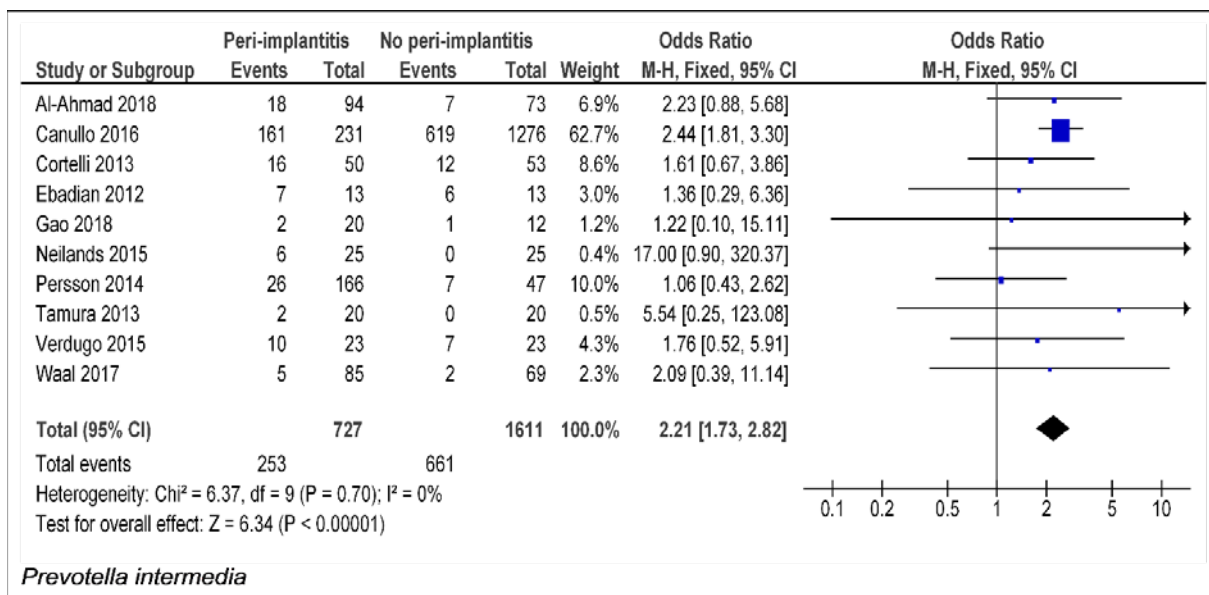 Peri-implantitis No peri-implantitis Odds Ratio Odds Ratio
Study or Subgroup Events Total Events Total Weight M-H, Fixed, 95% CI M-H, Fixed, 95% CI
Al-Ahmad 2018 18 94 7 73 6.9% 2.23 [0.88, 5.68]
Canullo 2016 161 231 619 1276 62.7% 2.44 [1.81, 3.30]
Cortelli 2013 16 50 12 53 8.6% 1.61 [0.67, 3.86]
Ebadian 2012 7 13 6 13 3.0% 1.36 [0.29, 6.36]
Gao 2018 2 20 1 12 1.2% 1.22 [0.10, 15.11]
Neilands 2015 6 25 0 25 0.4% 17.00 [0.90, 320.37]
Persson 2014 26 166 7 47 10.0% 1.06 [0.43, 2.62]
Tamura 2013 2 20 0 20 0.5% 5.54 [0.25, 123.08]
Verdugo 2015 10 23 7 23 4.3% 1.76 [0.52, 5.91]
Waal 2017 5 85 2 69 2.3% 2.09 [0.39, 11.14]
Total (95% CI) 727 1611 100.0% 2.21 [1.73, 2.82]
Total events 253 661
Heterogeneity: Chi² = 6.37, df = 9 (P = 0.70); I² = 0%
Test for overall effect: Z = 6.34 (P < 0.00001)
0.1 0.2 0.5 1 2 5 10
Prevotella intermedia